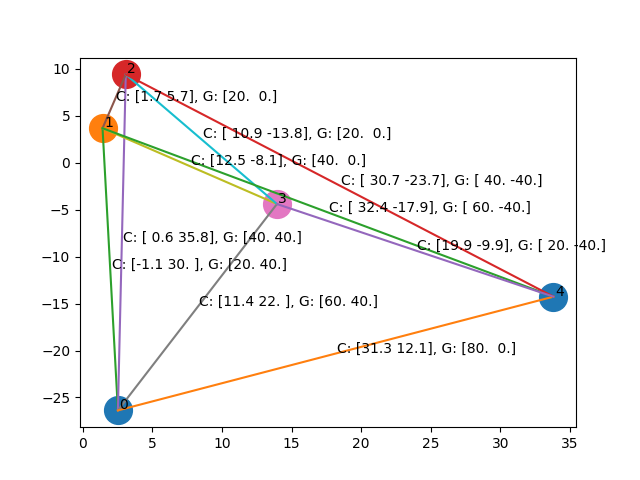 10
5
0
−5
−10
−15
−20
−25
2
C: [1.7 5.7], G: [20.  0.]
1
C: [ 10.9 -13.8], G: [20.  0.]
C: [12.5 -8.1], G: [40.  0.]
C: [ 30.7 -23.7], G: [ 40. -40.]
3
C: [ 32.4 -17.9], G: [ 60. -40.]
C: [ 0.6 35.8], G: [40. 40.]
C: [19.9 -9.9], G: [ 20. -40.]
C: [-1.1 30. ], G: [20. 40.]
4
C: [11.4 22. ], G: [60. 40.]
C: [31.3 12.1], G: [80.  0.]
0
0 5 10 15 20 25 30 35